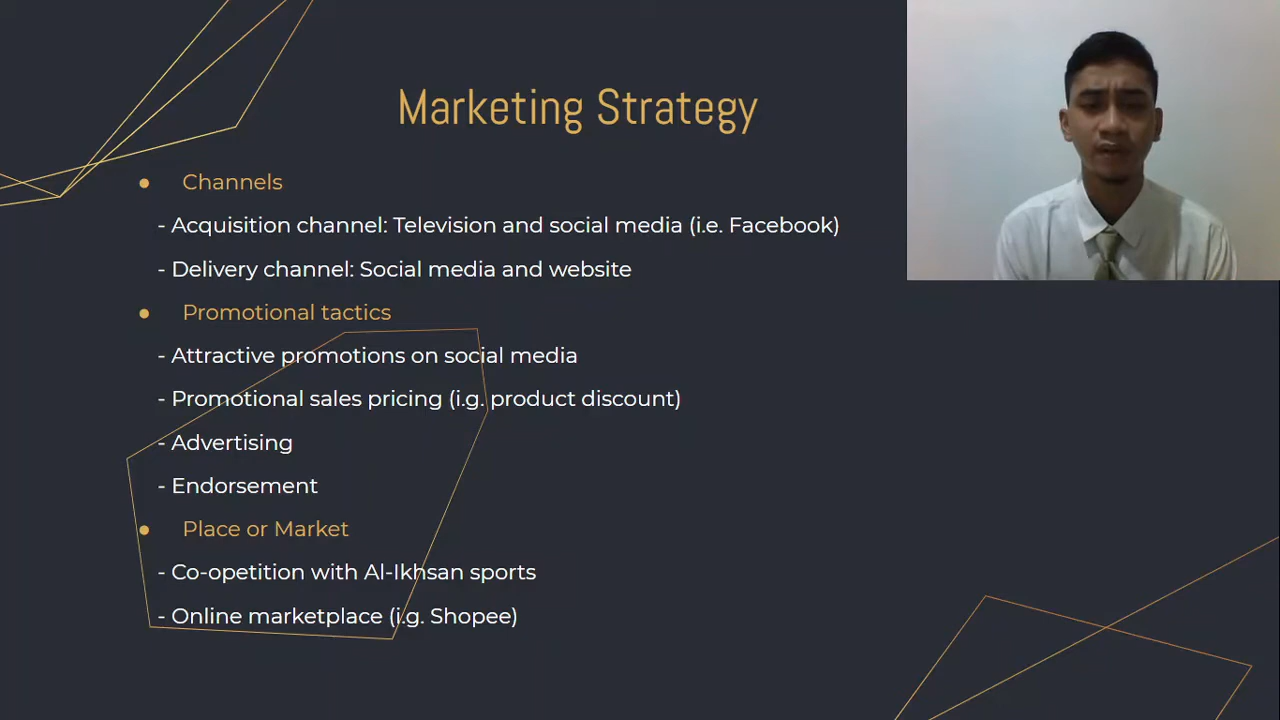 Marketing Strategy
● Channels
- Acquisition channel: Television and social media (i.e. Facebook)
- Delivery channel: Social media and website
● Promotional tactics
- Attractive promotions on social media
- Promotional sales pricing (i.g. product discount)
- Advertising
- Endorsement
● Place or Market
- Co-opetition with Al-Ikhsan sports
- Online marketplace (i.g. Shopee)